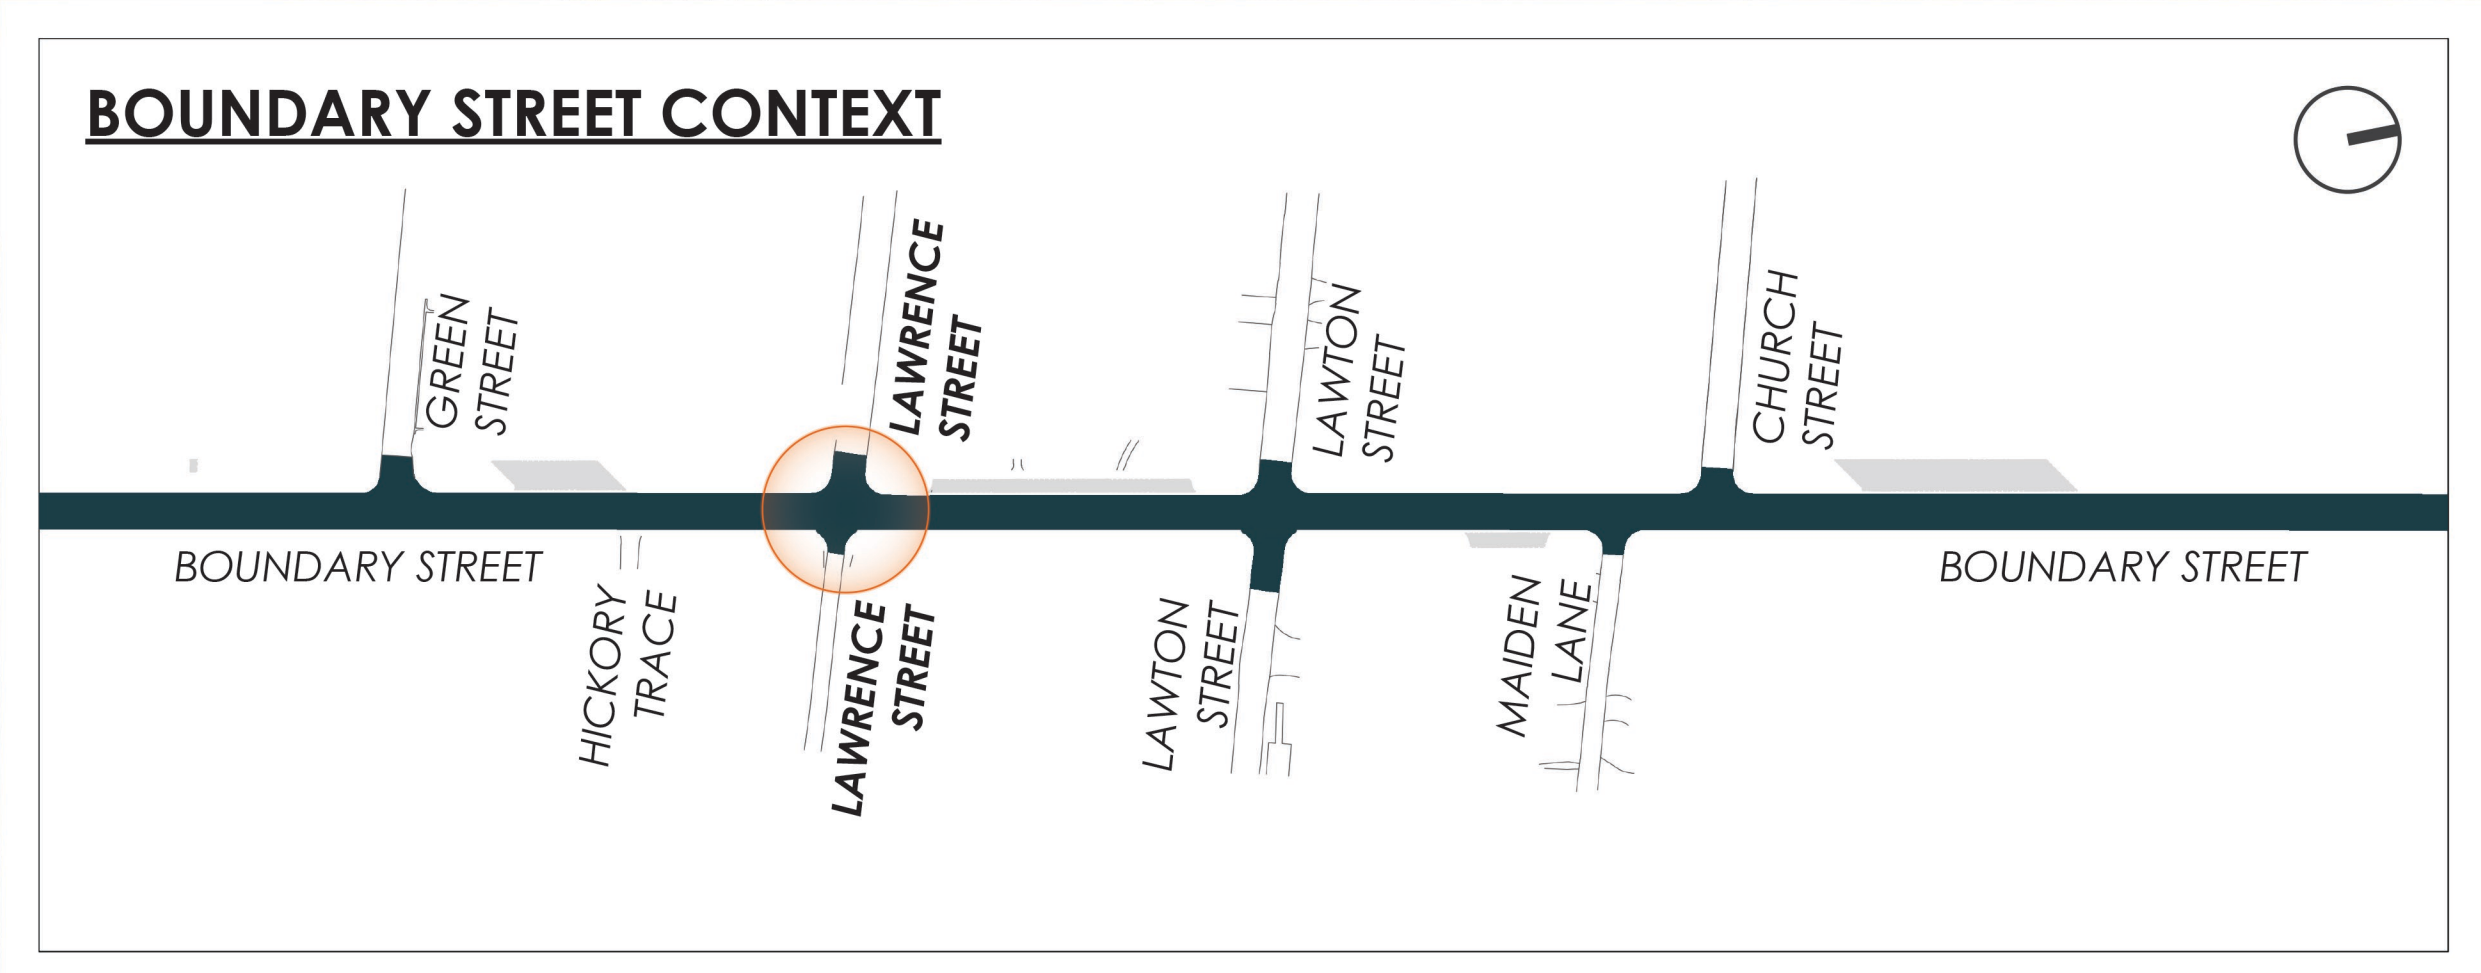 BOUNDARY STREET CONTEXT
GREEN
STREET
LAWRENCE
STREET
LAWTON
STREET
CHURCH
STREET
BOUNDARY STREET
BOUNDARY STREET
HICKORY
TRACE
LAWRENCE
STREET
LAWTON
STREET
MAIDEN
LANE